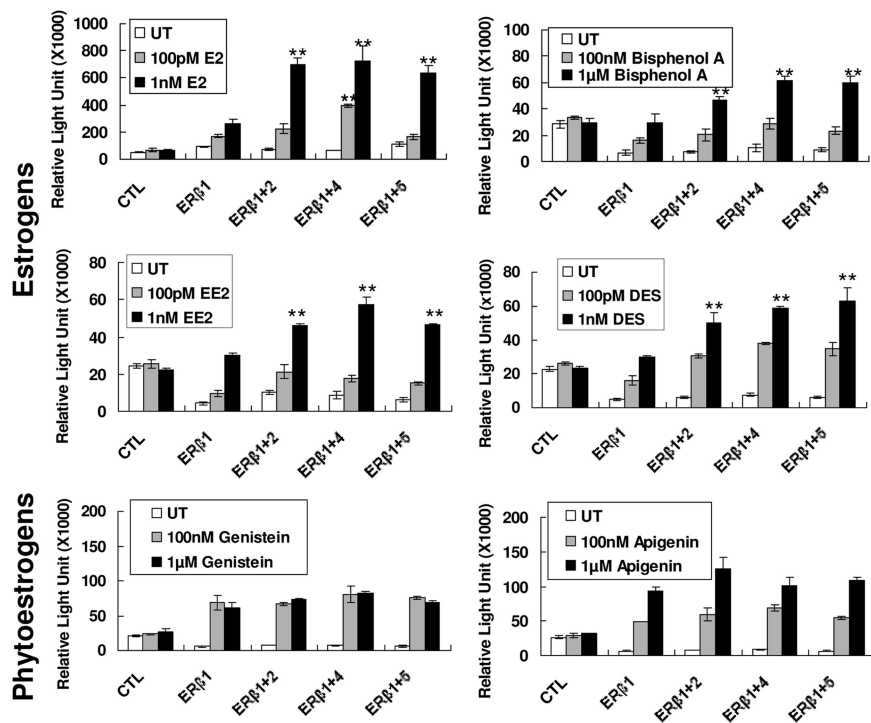 Estrogens
Relative Light Unit (X1000)
1000
800
600
400
200
0
UT
100pM E2
1nM E2
**
**
**
**
CTL
ERβ1
ERβ1+2
ERβ1+4
ERβ1+5
Relative Light Unit (X1000)
100
80
60
40
20
0
UT
100nM Bisphenol A
1μM Bisphenol A
**
**
**
CTL
ERβ1
ERβ1+2
ERβ1+4
ERβ1+5
Relative Light Unit (X1000)
80
60
40
20
0
UT
100pM EE2
1nM EE2
**
**
**
CTL
ERβ1
ERβ1+2
ERβ1+4
ERβ1+5
Relative Light Unit (x1000)
80
60
40
20
0
UT
100pM DES
1nM DES
**
**
**
CTL
ERβ1
ERβ1+2
ERβ1+4
ERβ1+5
Phytoestrogens
Relative Light Unit (X1000)
200
150
100
50
0
UT
100nM Genistein
1μM Genistein
CTL
ERβ1
ERβ1+2
ERβ1+4
ERβ1+5
Relative Light Unit (X1000)
200
150
100
50
0
UT
100nM Apigenin
1μM Apigenin
CTL
ERβ1
ERβ1+2
ERβ1+4
ERβ1+5